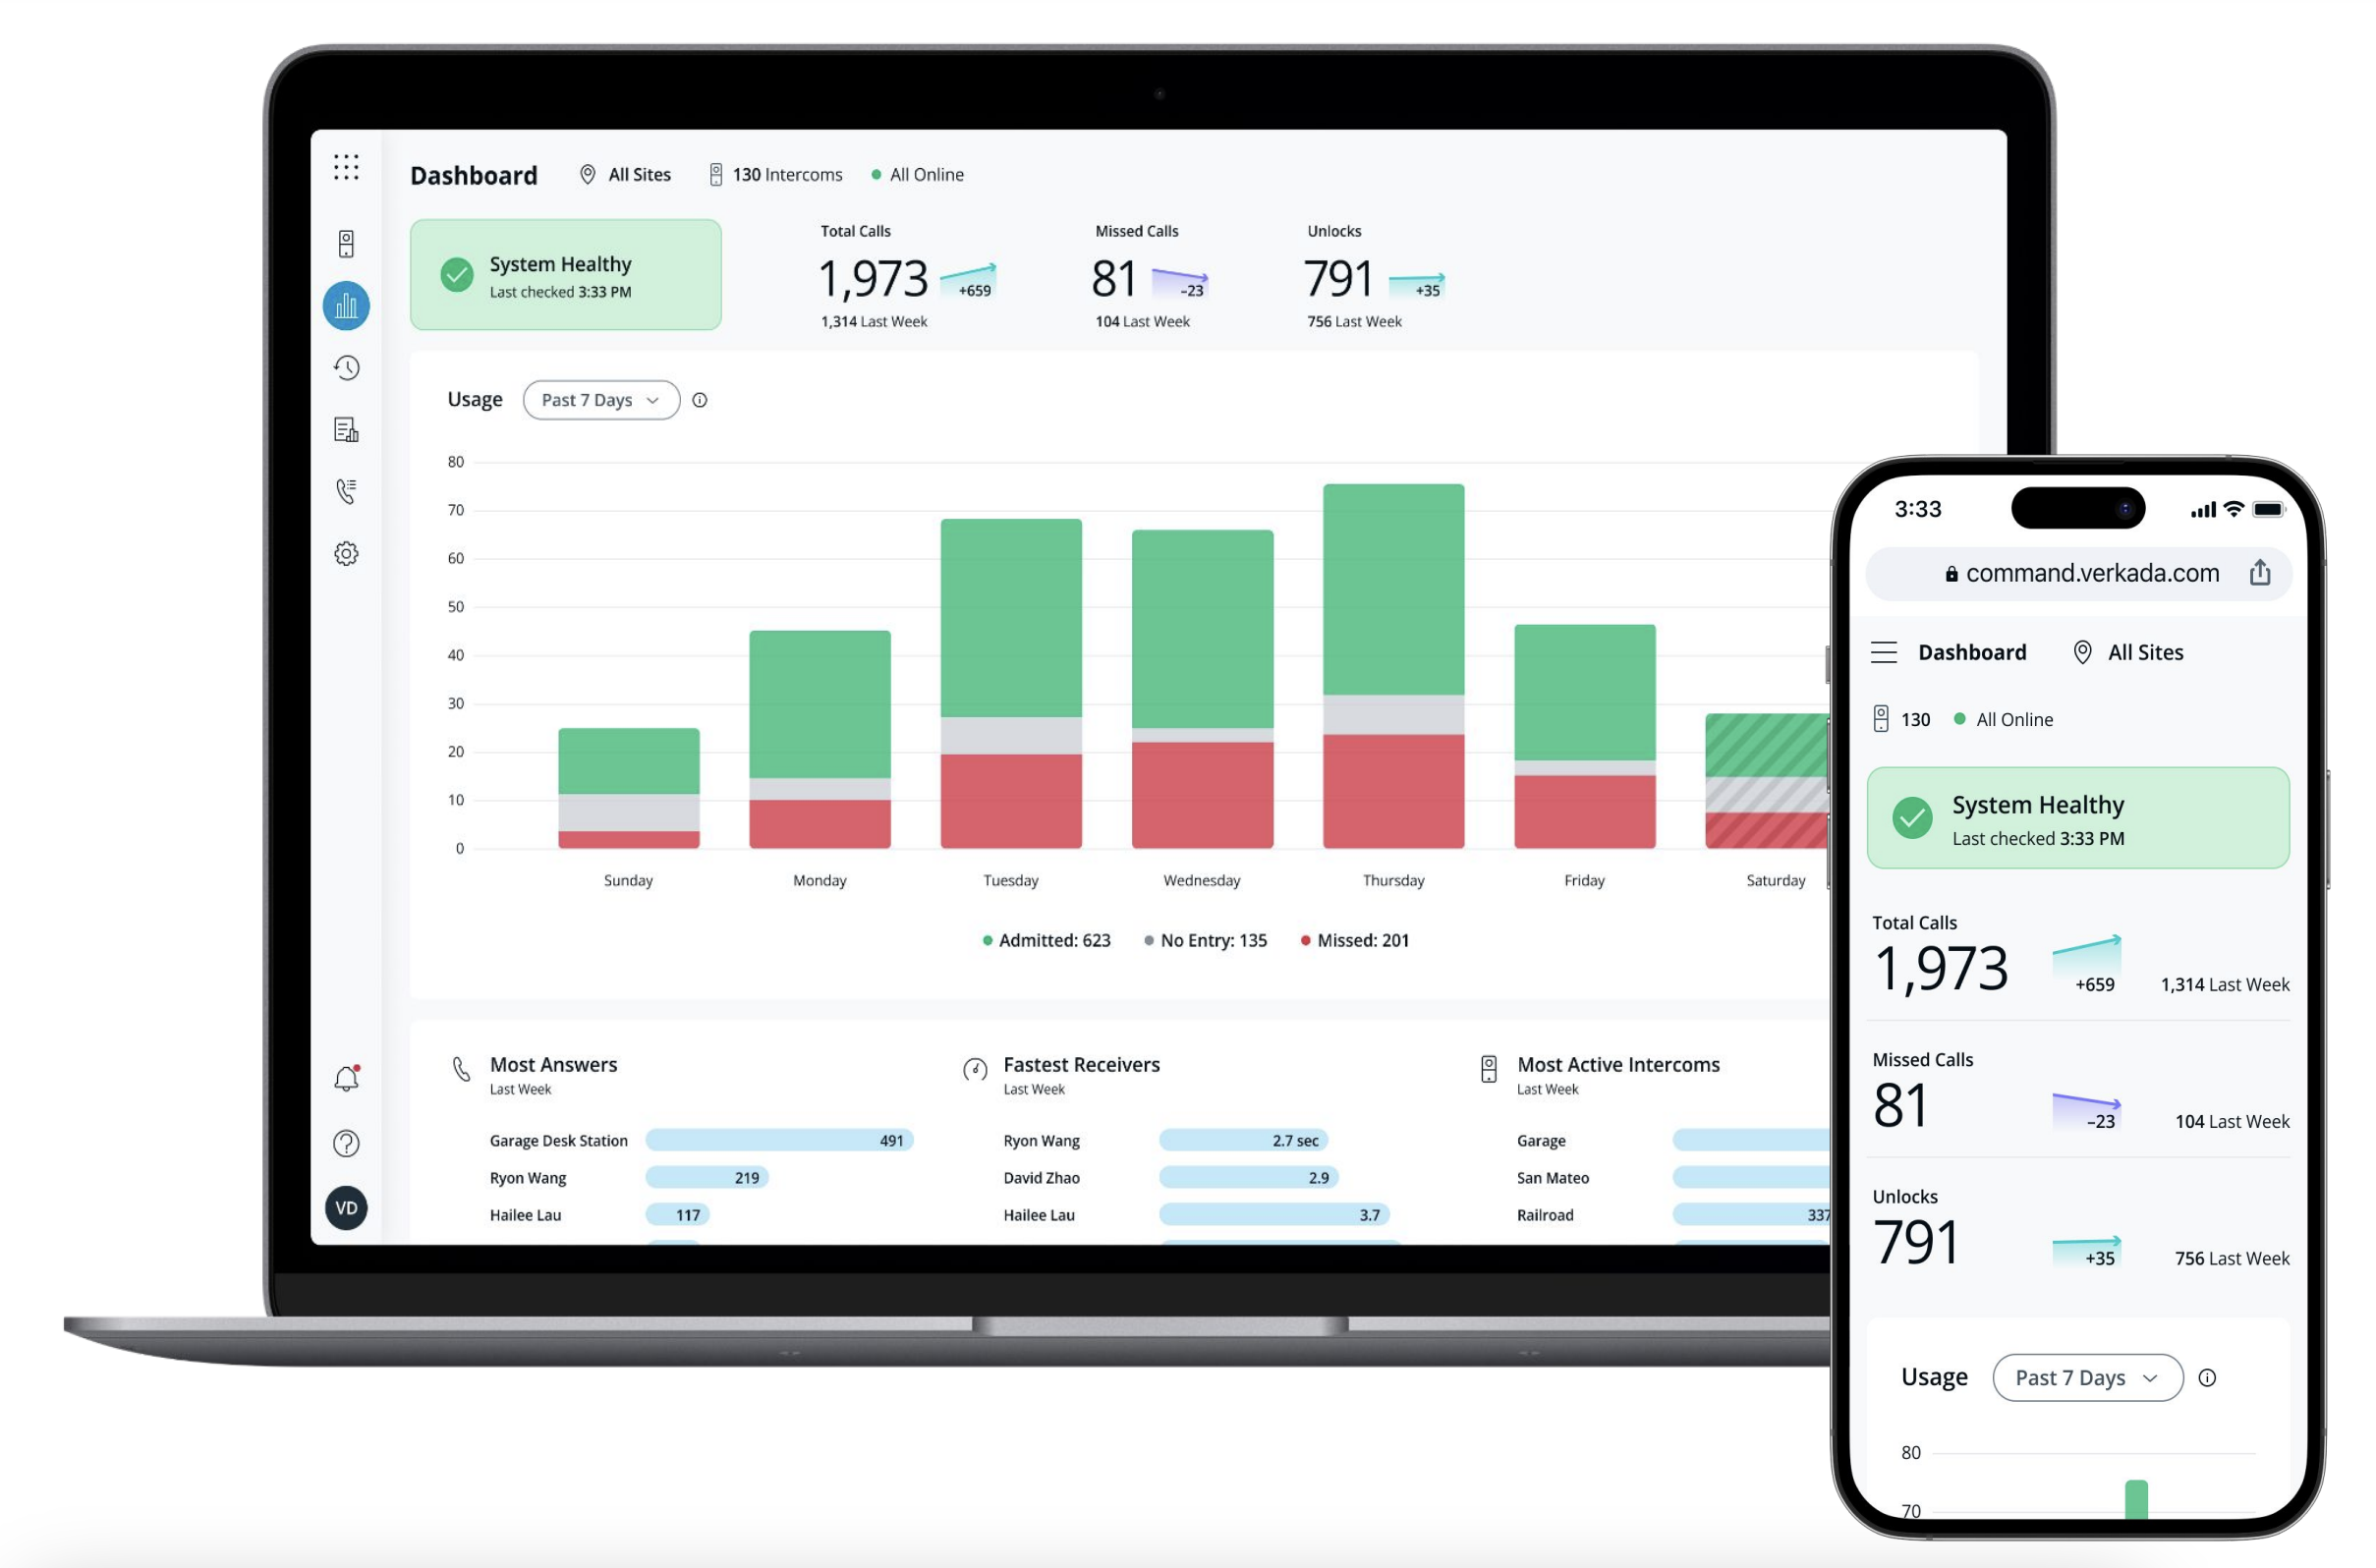 Dashboard All Sites 130 Intercoms All Online
System Healthy
Last checked 3:33 PM
Total Calls
1,973 +659
1,314 Last Week
Missed Calls
81 -23
104 Last Week
Unlocks
791 +35
756 Last Week
Usage Past 7 Days
80
70
60
50
40
30
20
10
0
Sunday Monday Tuesday Wednesday Thursday Friday Saturday
Admitted: 623 No Entry: 135 Missed: 201
Most Answers
Last Week
Garage Desk Station 491
Ryon Wang 219
Hailee Lau 117
Fastest Receivers
Last Week
Ryon Wang 2.7 sec
David Zhao 2.9
Hailee Lau 3.7
Most Active Intercoms
Last Week
Garage
San Mateo
Railroad 337
VD
3:33
command.verkada.com
Dashboard All Sites
130 All Online
System Healthy
Last checked 3:33 PM
Total Calls
1,973 +659 1,314 Last Week
Missed Calls
81 -23 104 Last Week
Unlocks
791 +35 756 Last Week
Usage Past 7 Days
80
70